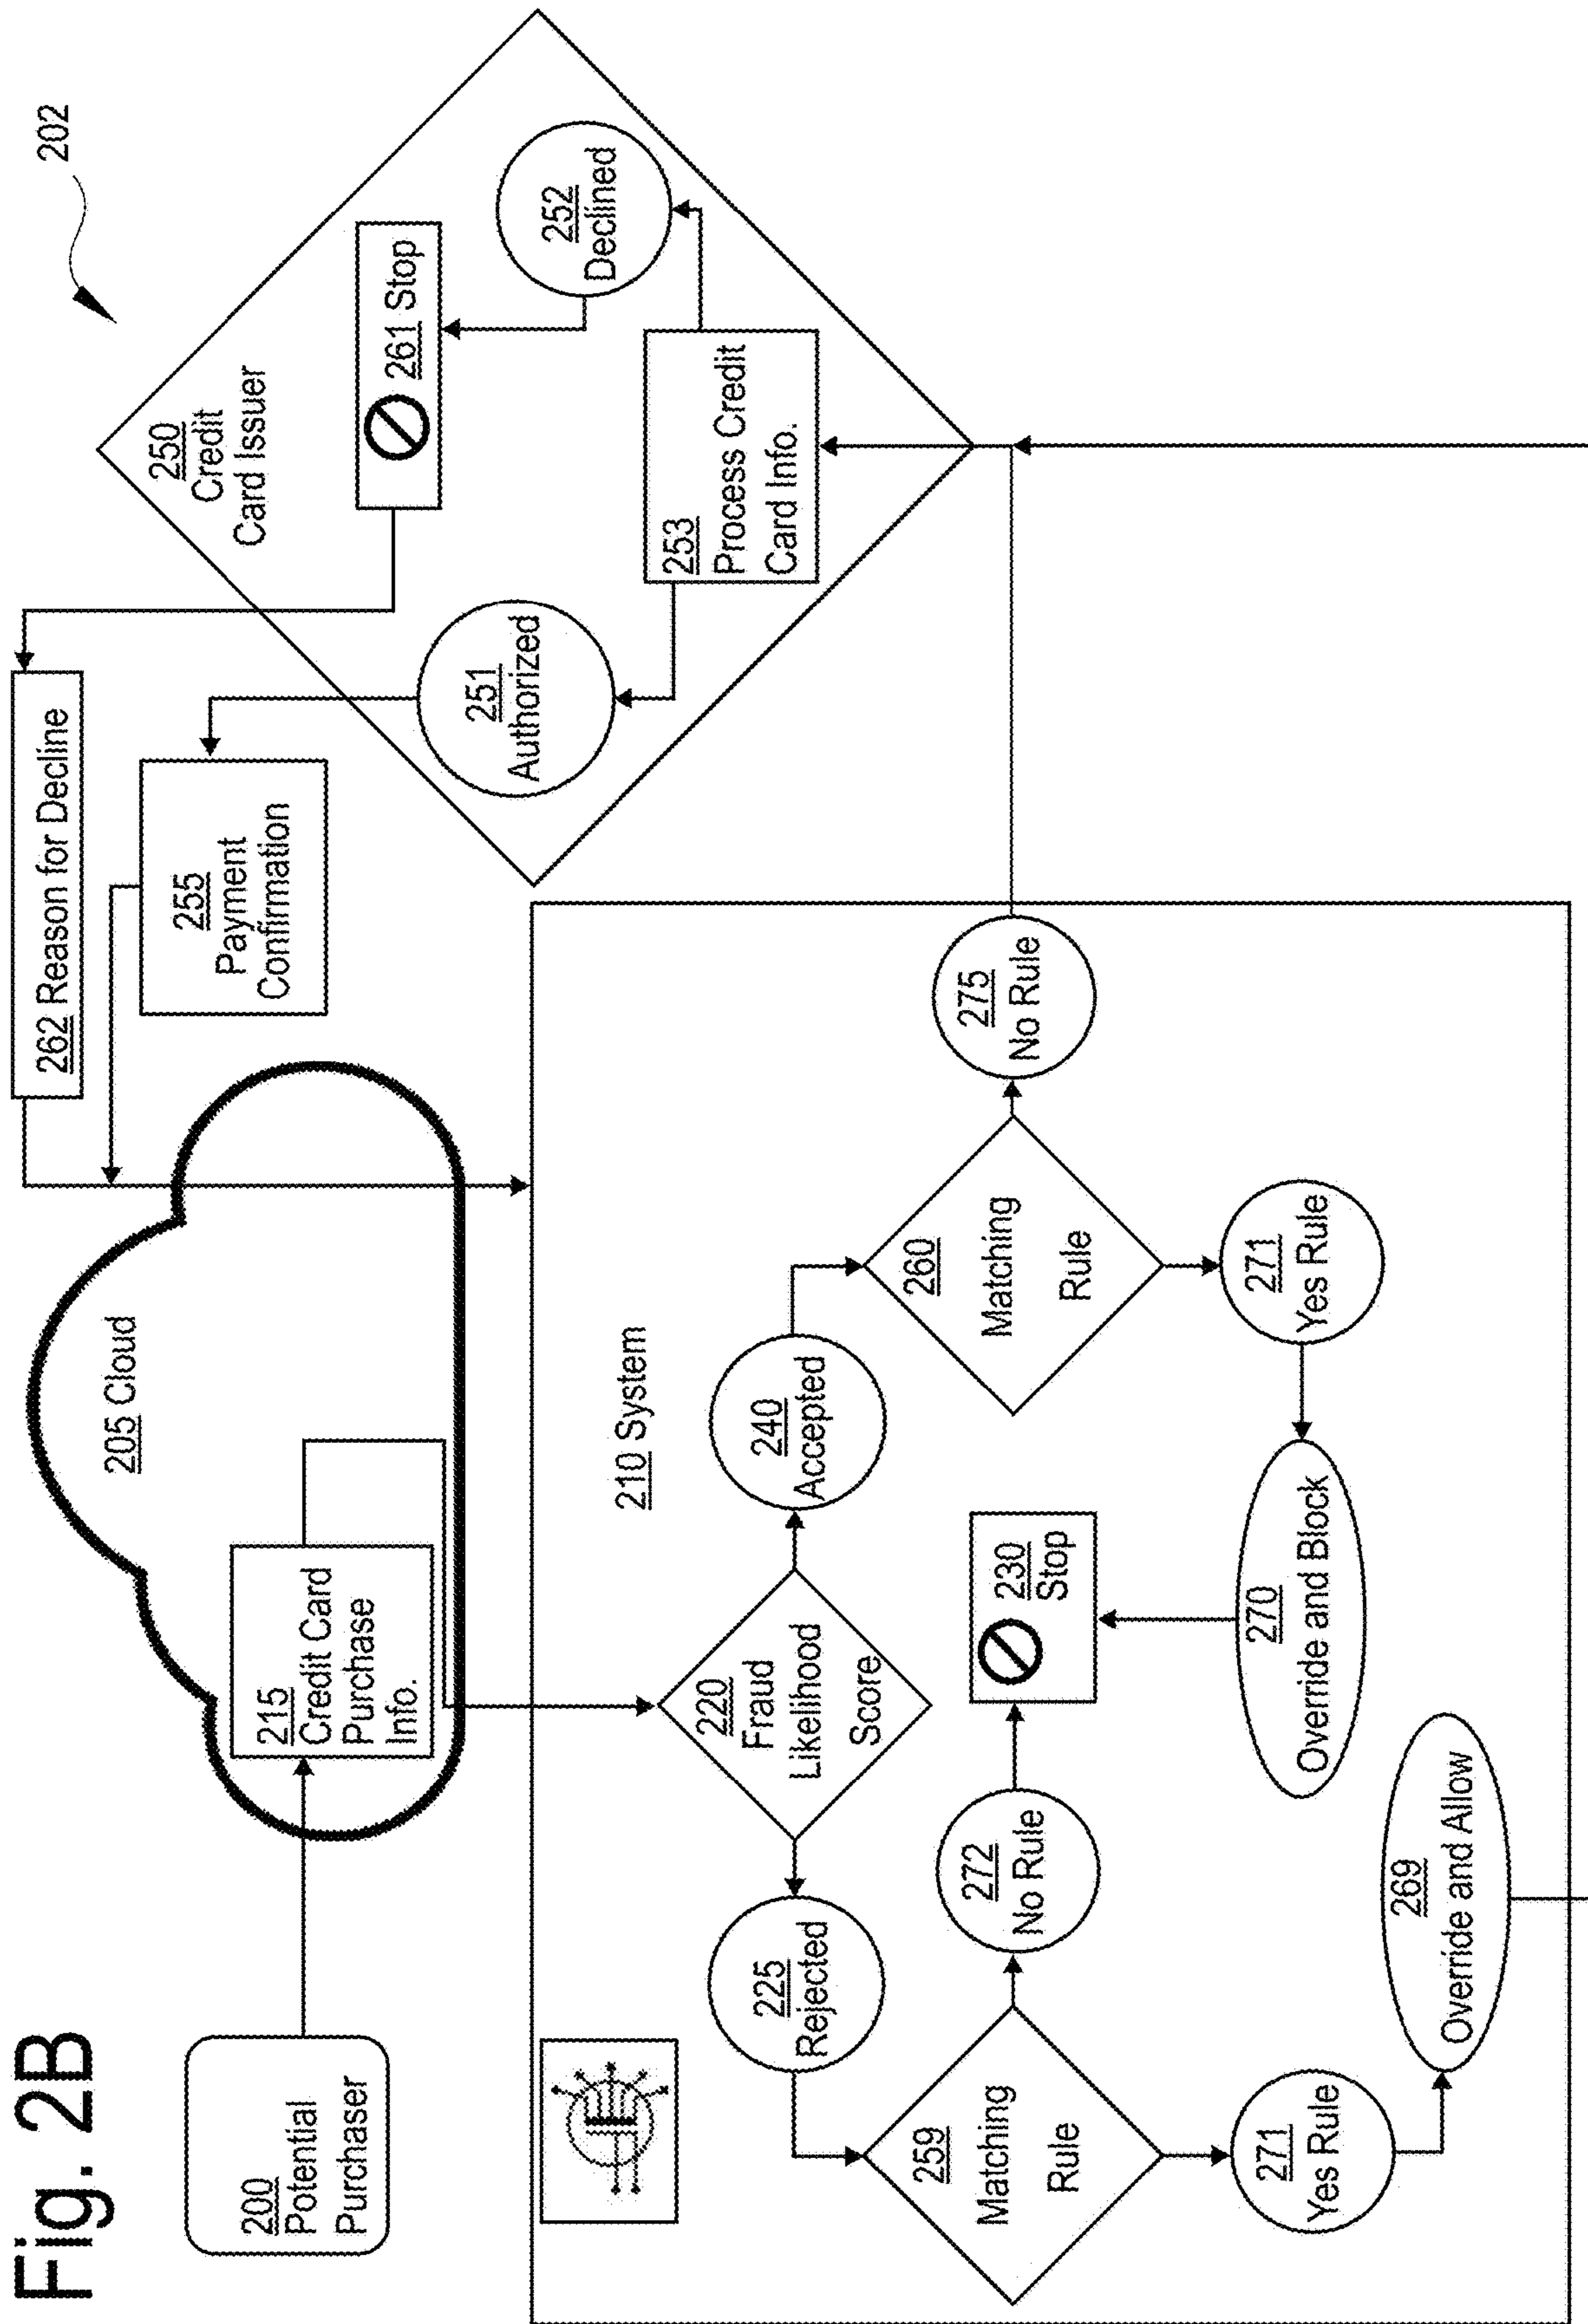 Fig. 2B
202
200
Potential
Purchaser
205 Cloud
215
Credit Card
Purchase
Info.
262 Reason for Decline
255
Payment
Confirmation
250
Credit
Card Issuer
261 Stop
251
Authorized
252
Declined
253
Process Credit
Card Info.
210 System
220
Fraud
Likelihood
Score
225
Rejected
240
Accepted
259
Matching
Rule
272
No Rule
230
Stop
260
Matching
Rule
275
No Rule
271
Yes Rule
269
Override and Allow
270
Override and Block
271
Yes Rule